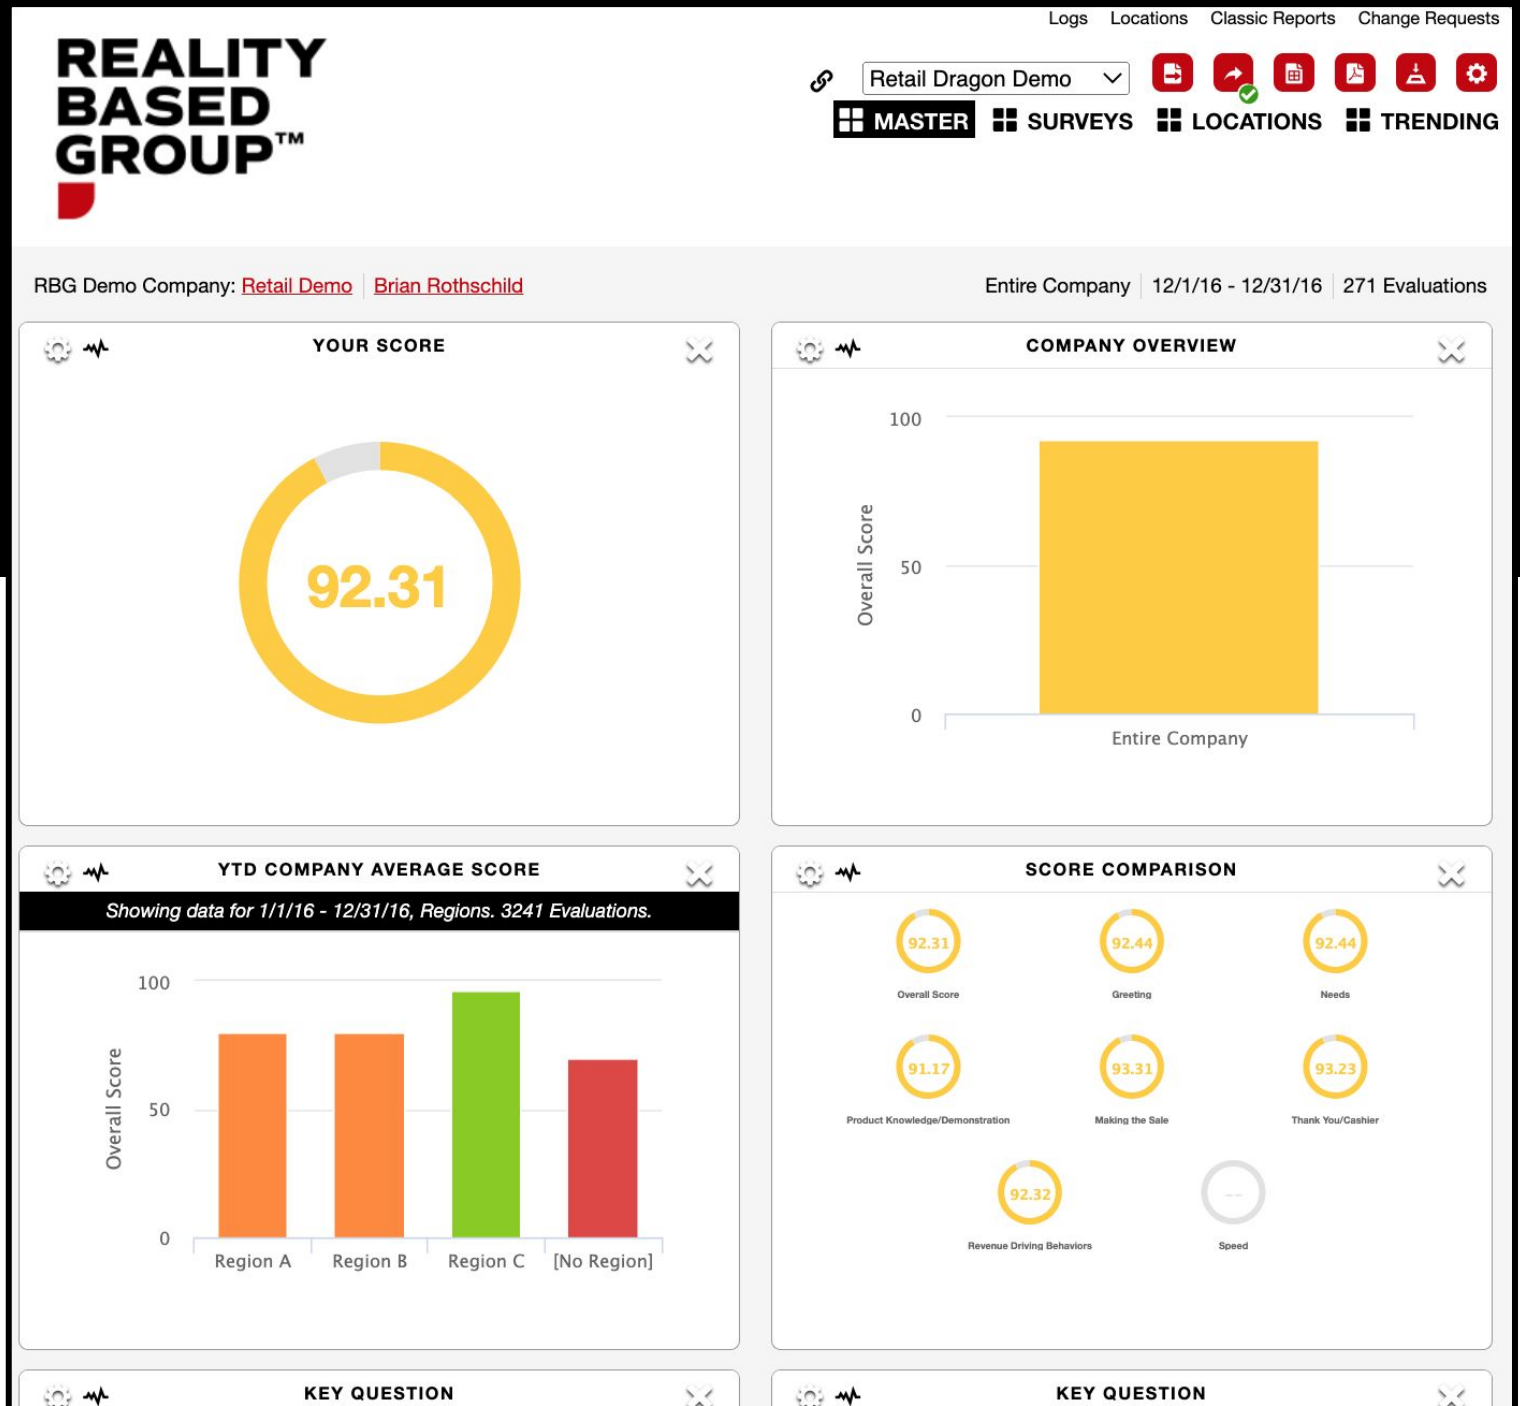 Logs Locations Classic Reports Change Requests
REALITY
BASED
GROUP™
Retail Dragon Demo
MASTER SURVEYS LOCATIONS TRENDING
RBG Demo Company: Retail Demo Brian Rothschild
Entire Company 12/1/16 - 12/31/16 271 Evaluations
YOUR SCORE
92.31
COMPANY OVERVIEW
100
50
0
Overall Score
Entire Company
YTD COMPANY AVERAGE SCORE
Showing data for 1/1/16 - 12/31/16, Regions. 3241 Evaluations.
100
50
0
Overall Score
Region A Region B Region C [No Region]
SCORE COMPARISON
92.31 92.44 92.44
Overall Score Greeting Needs
91.17 93.31 93.23
Product Knowledge/Demonstration Making the Sale Thank You/Cashier
92.32 --
Revenue Driving Behaviors Speed
KEY QUESTION
KEY QUESTION